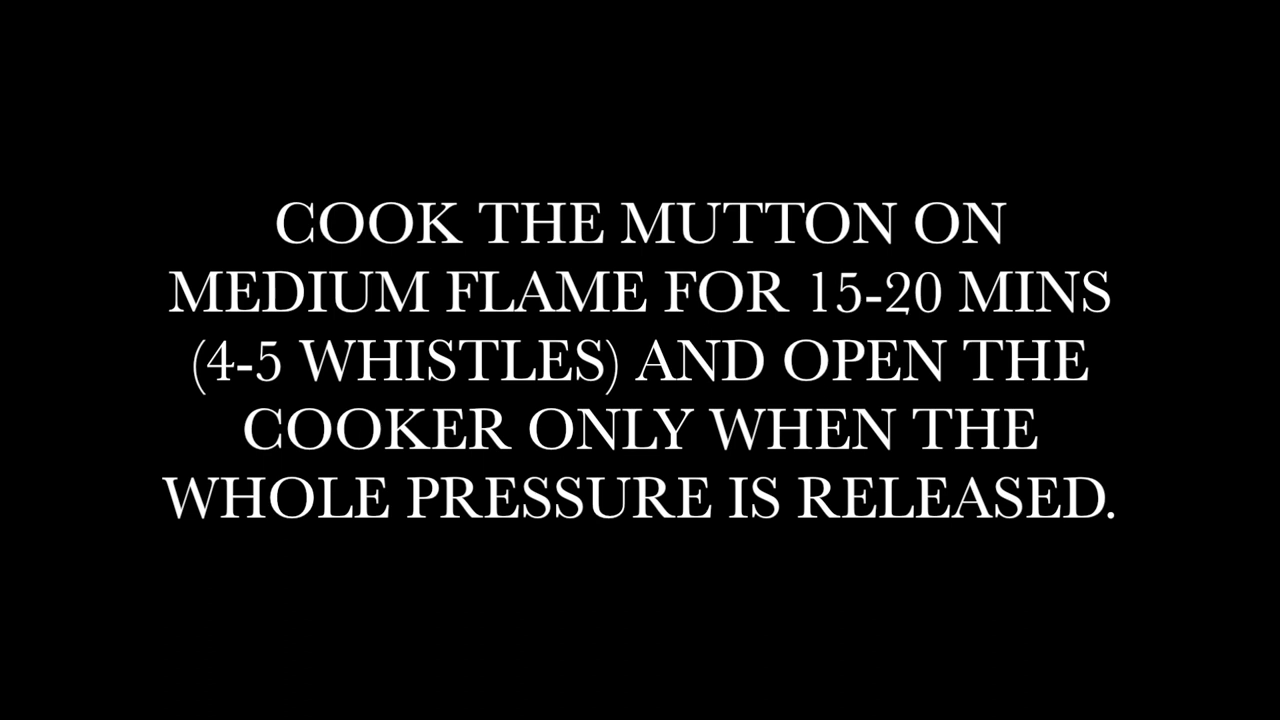 COOK THE MUTTON ON
MEDIUM FLAME FOR 15-20 MINS
(4-5 WHISTLES) AND OPEN THE
COOKER ONLY WHEN THE
WHOLE PRESSURE IS RELEASED.